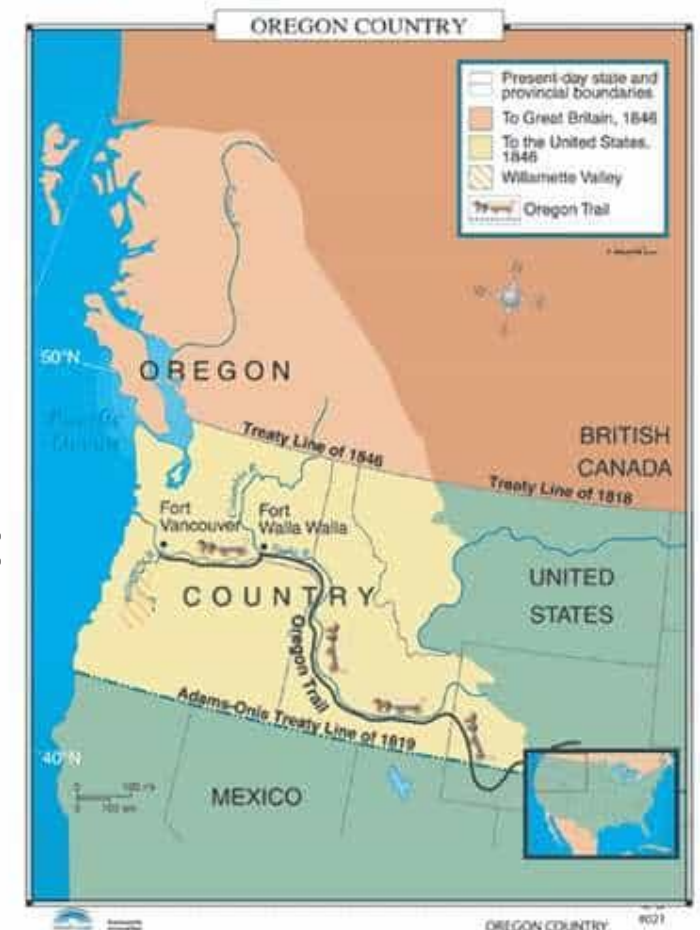 OREGON COUNTRY
Present-day state and
provincial boundaries
To Great Britain, 1846
To the United States,
1846
Willamette Valley
Oregon Trail
50°N
OREGON
BRITISH
CANADA
Treaty Line of 1846
Treaty Line of 1818
Fort
Vancouver
Fort
Walla Walla
UNITED
STATES
COUNTRY
Oregon Trail
Adams-Onis Treaty Line of 1819
40°N
MEXICO
OREGON COUNTRY